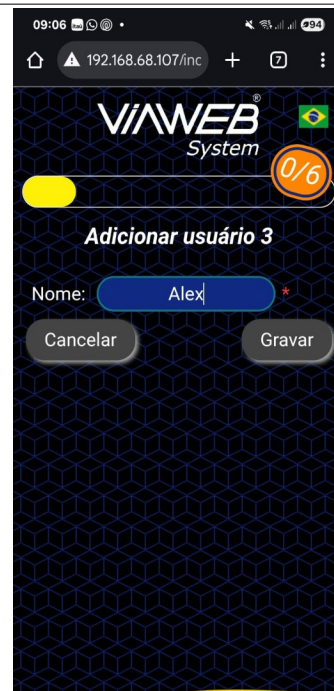 09:06 94
192.168.68.107/inc 7
VIAWEB®
System
0/6
Adicionar usuário 3
Nome: Alex *
Cancelar Gravar